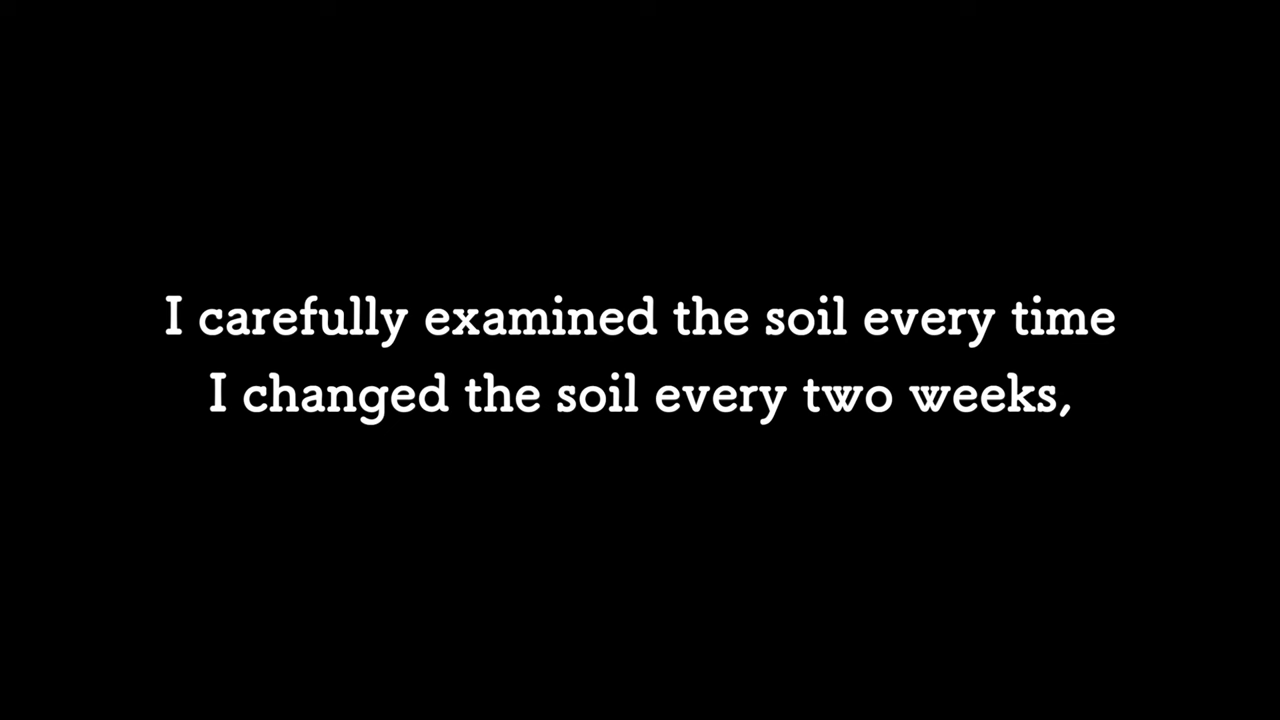 I carefully examined the soil every time
I changed the soil every two weeks,